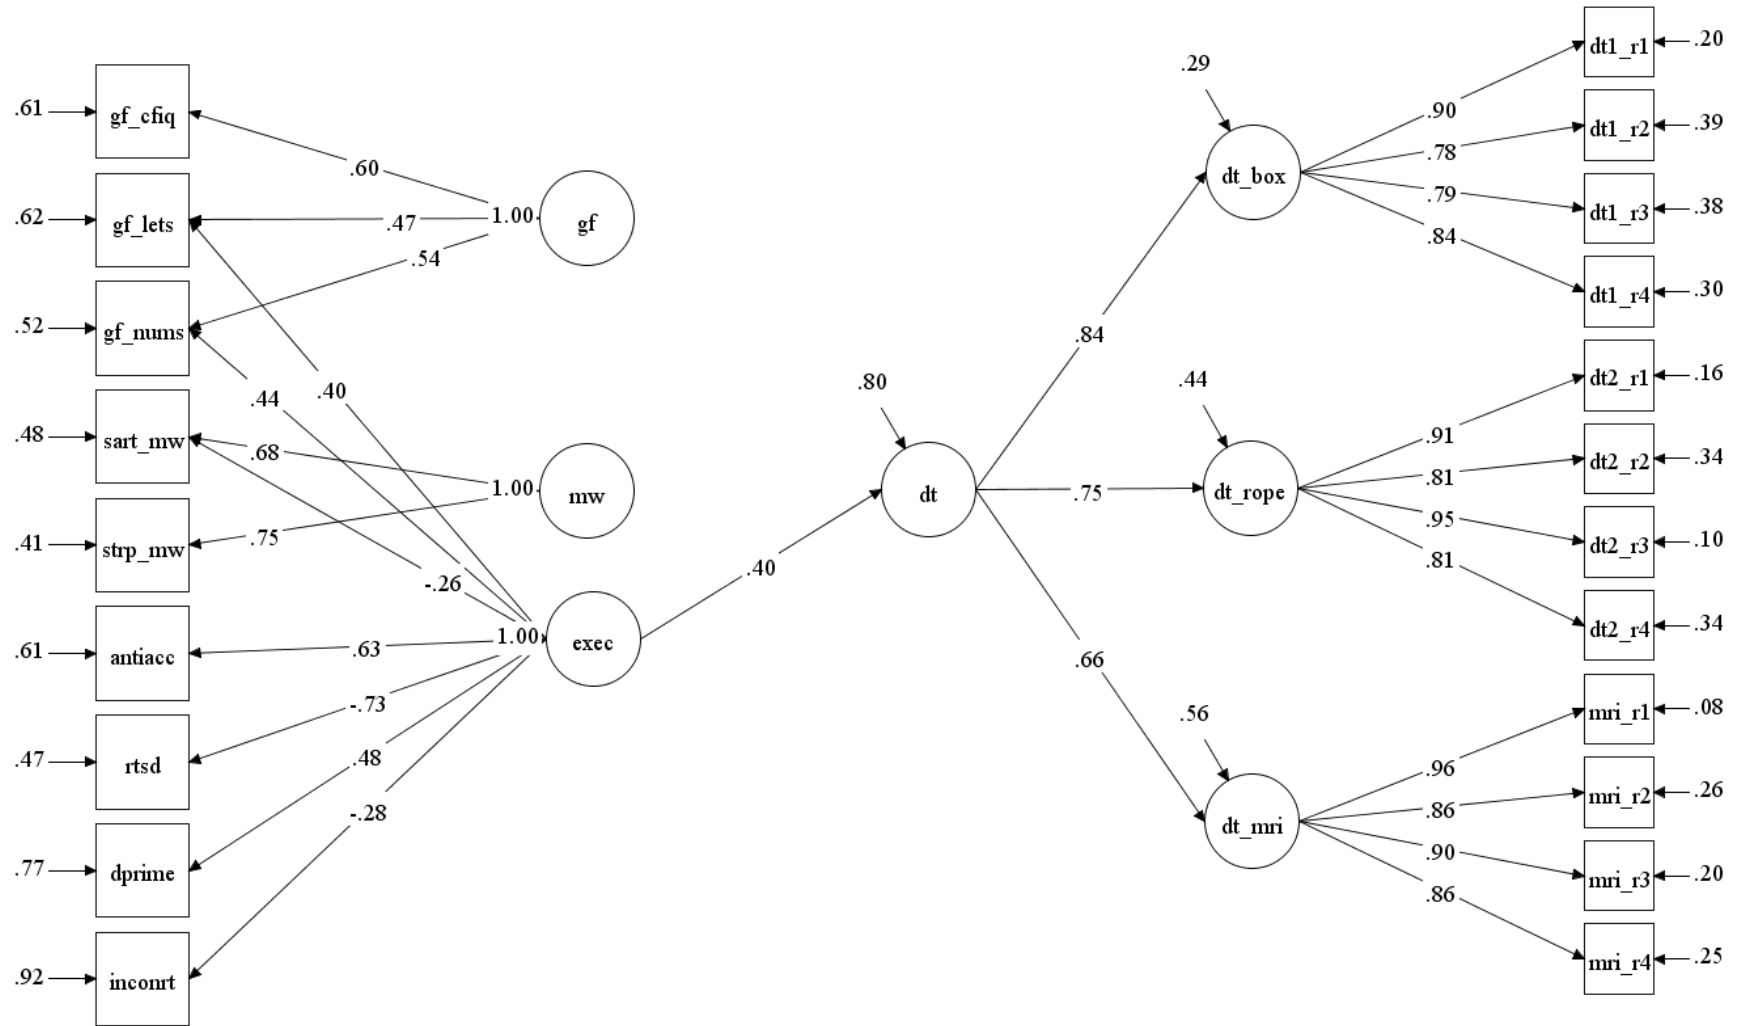 .61
gf_cfiq
.60
.62
gf_lets
.47
1.00
gf
.54
.52
gf_nums
.44
.40
.48
sart_mw
.68
1.00
mw
.41
strp_mw
.75
-.26
.61
antiacc
.63
1.00
exec
.47
rtsd
-.73
.77
dprime
.48
.92
inconrt
-.28
.40
.80
dt
.84
.75
.66
.29
dt_box
.44
dt_rope
.56
dt_mri
.90
dt1_r1
.20
.78
dt1_r2
.39
.79
dt1_r3
.38
.84
dt1_r4
.30
.91
dt2_r1
.16
.81
dt2_r2
.34
.95
dt2_r3
.10
.81
dt2_r4
.34
.96
mri_r1
.08
.86
mri_r2
.26
.90
mri_r3
.20
.86
mri_r4
.25